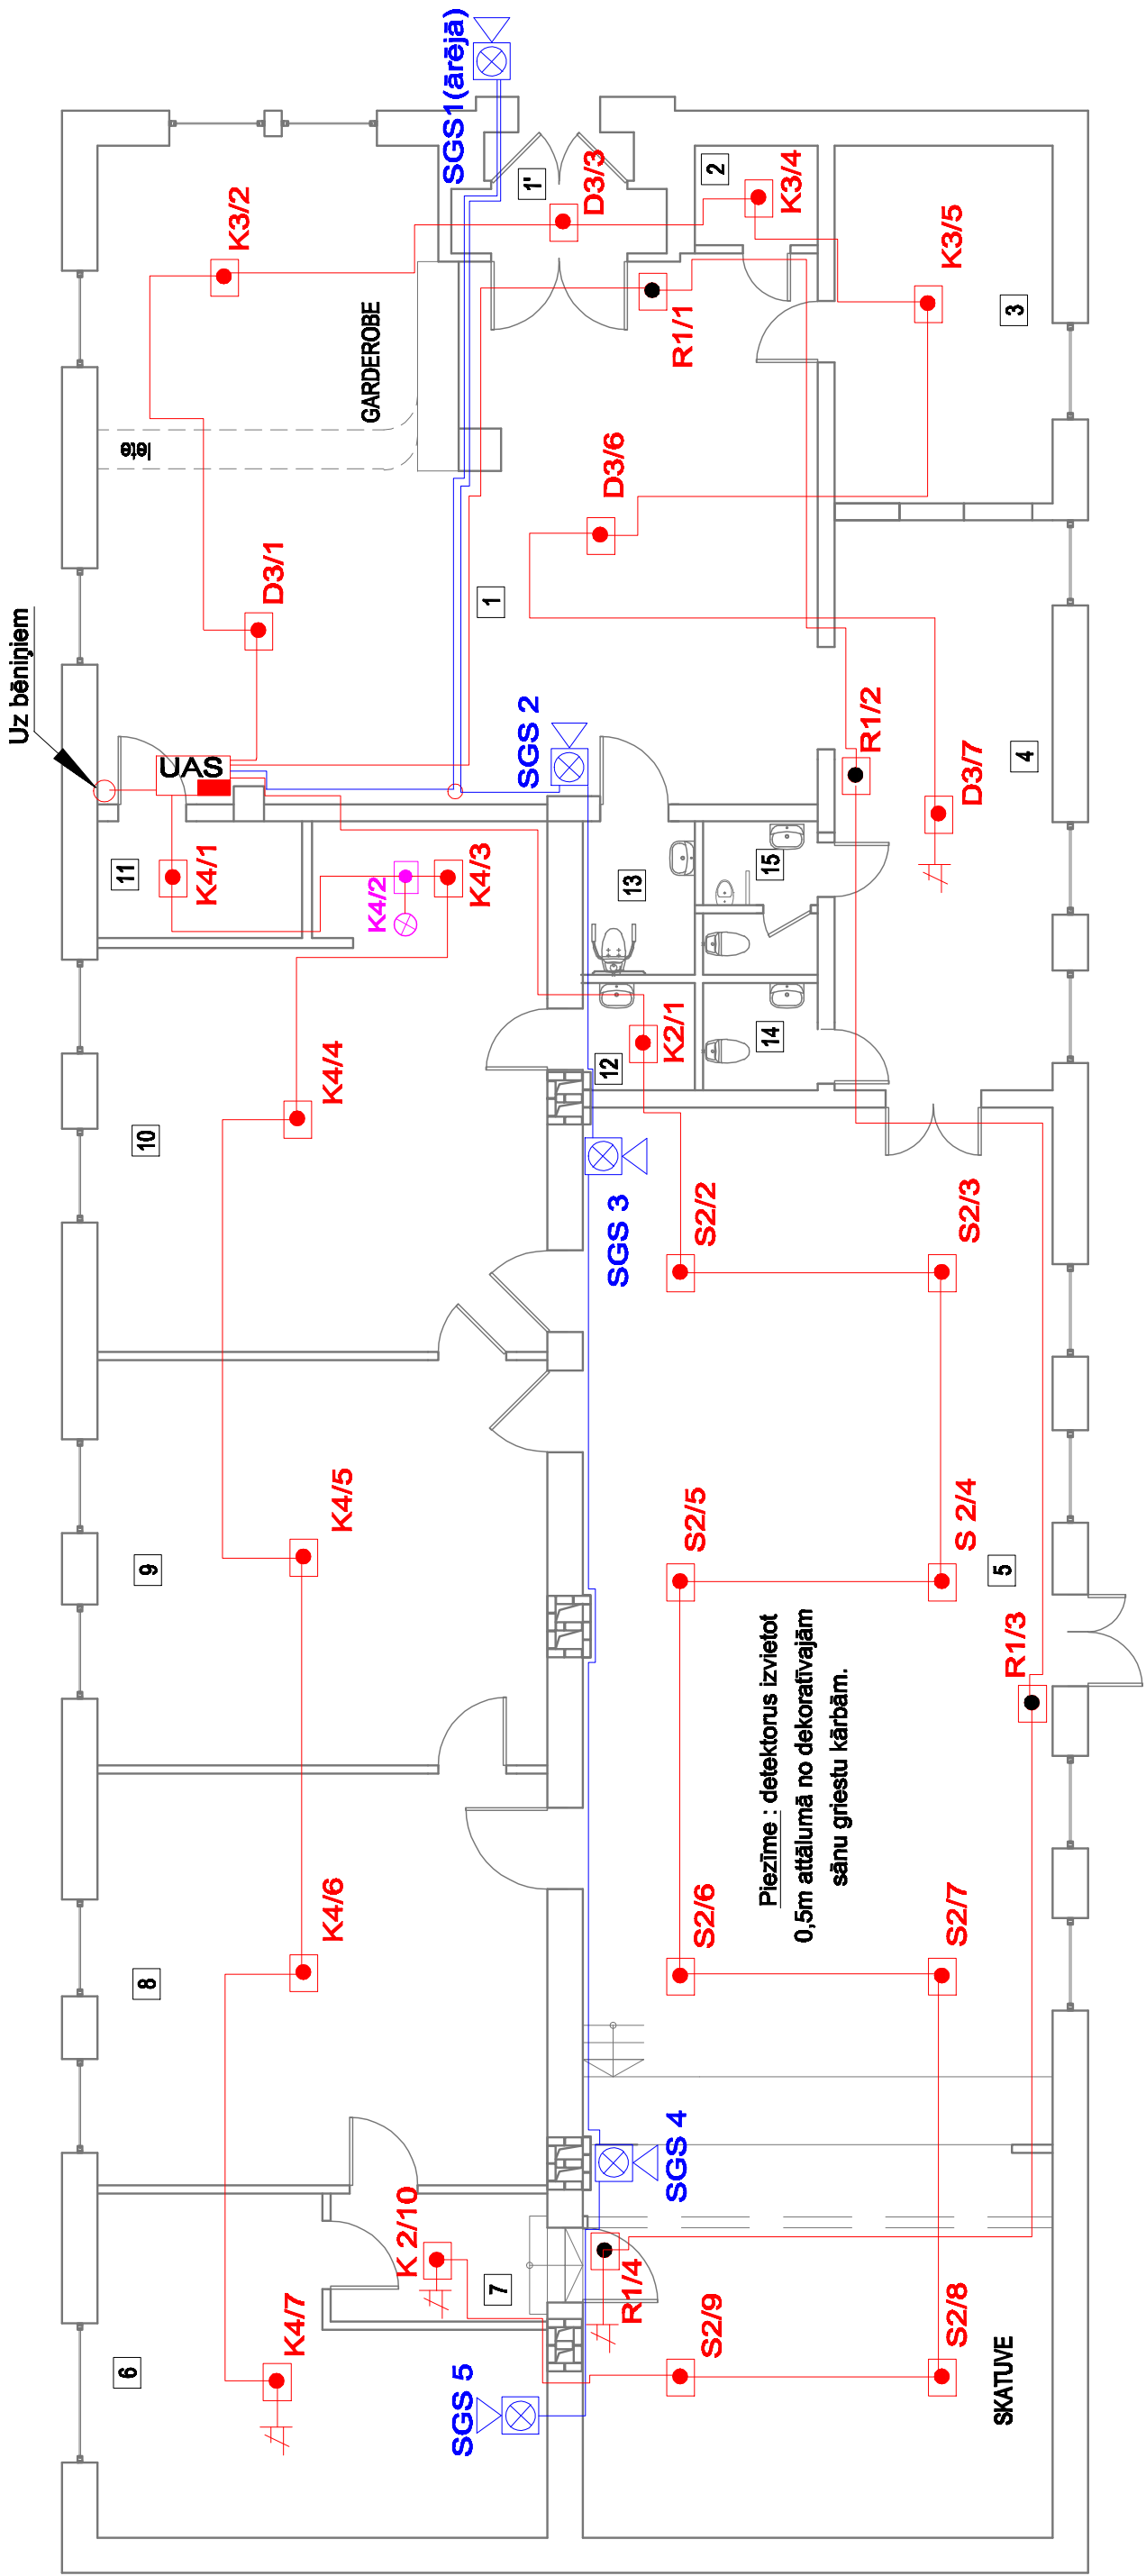 Uz bēniņiem
SGS1(ārējā)
K3/2
GARDEROBE
lete
D3/1
UAS
1'
D3/3
2
K3/4
K3/5
3
R1/1
D3/6
1
SGS 2
R1/2
D3/7
4
11
K4/1
K4/2
K4/3
13
15
12
K2/1
14
10
K4/4
SGS 3
S2/2
S2/3
9
K4/5
S2/5
S 2/4
5
R1/3
Piezīme : detektorus izvietot
0,5m attālumā no dekoratīvajām
sānu griestu kārbām.
8
K4/6
S2/6
S2/7
SGS 4
6
K4/7
K 2/10
7
R1/4
SGS 5
S2/9
S2/8
SKATUVE